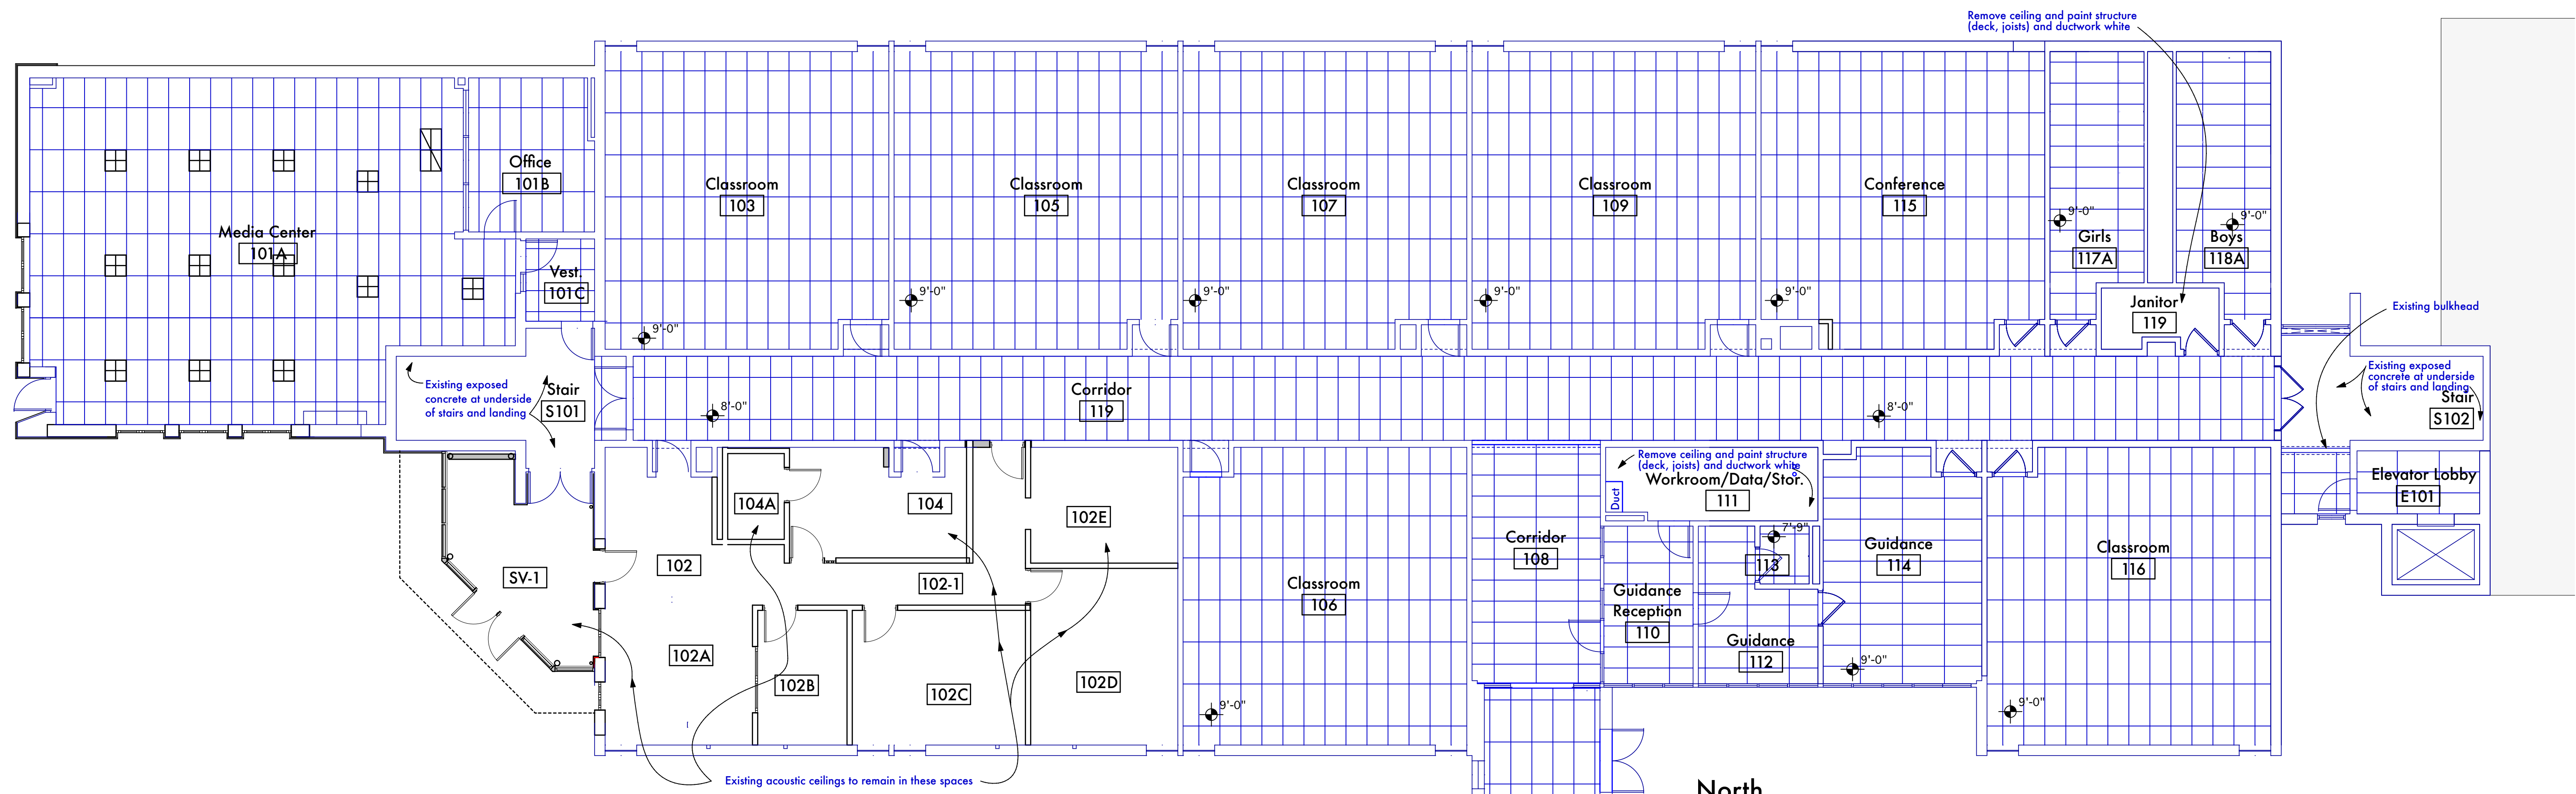 Remove ceiling and paint structure
(deck, joists) and ductwork white
Office
101B
Media Center
101A
Vest.
101C
Classroom
103
9'-0"
Classroom
105
9'-0"
Classroom
107
9'-0"
Classroom
109
9'-0"
Conference
115
9'-0"
Girls
117A
9'-0"
Boys
118A
9'-0"
Janitor
119
Existing bulkhead
Existing exposed
concrete at underside
of stairs and landing
Stair
S101
8'-0"
Corridor
119
8'-0"
Existing exposed
concrete at underside
of stairs and landing
Stair
S102
Elevator Lobby
E101
SV-1
102
104A
104
102E
102-1
102A
102B
102C
102D
Existing acoustic ceilings to remain in these spaces
Classroom
106
9'-0"
Corridor
108
Remove ceiling and paint structure
(deck, joists) and ductwork white
Duct
Workroom/Data/Stor.
111
7'-9"
113
Guidance
Reception
110
Guidance
112
Guidance
114
9'-0"
Classroom
116
9'-0"
North